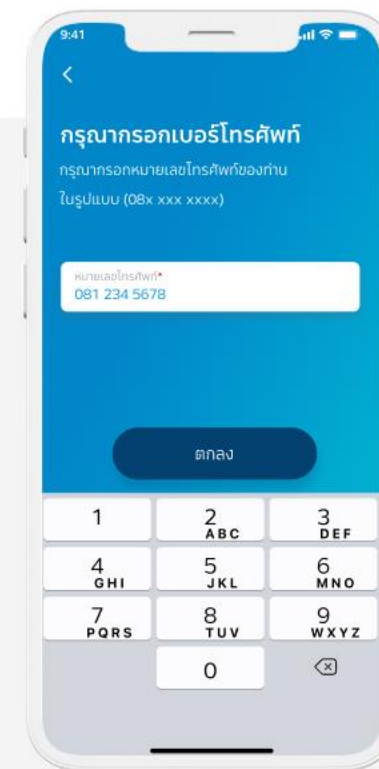 9:41
กรุณากรอกเบอร์โทรศัพท์
กรุณากรอกหมายเลขโทรศัพท์ของท่าน
ในรูปแบบ (08x xxx xxxx)
หมายเลขโทรศัพท์*
081 234 5678
ตกลง
1
2
ABC
3
DEF
4
GHI
5
JKL
6
MNO
7
PQRS
8
TUV
9
WXYZ
0